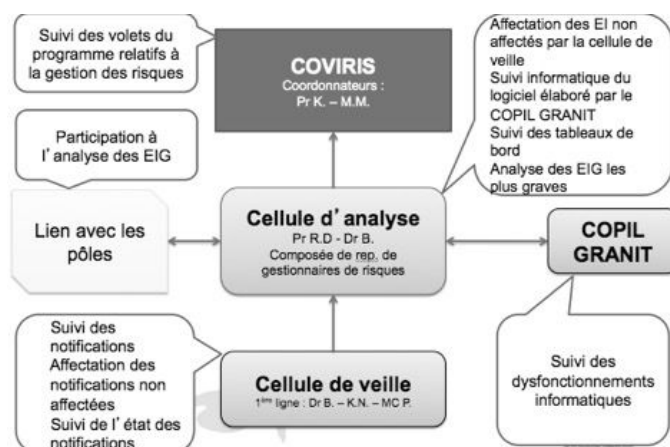 Suivi des volets du
programme relatifs à
la gestion des risques
COVIRIS
Coordonnateurs :
Pr K. – M.M.
Affectation des EI non
affectés par la cellule de
veille
Suivi informatique du
logiciel élaboré par le
COPIL GRANIT
Suivi des tableaux de
bord
Analyse des EIG les
plus graves
Participation à
l'analyse des EIG
Lien avec les
pôles
Cellule d'analyse
Pr R.D - Dr B.
Composée de rep. de
gestionnaires de risques
COPIL
GRANIT
Suivi des
notifications
Affectation des
notifications non
affectées
Suivi de l'état des
notifications
Cellule de veille
1ère ligne : Dr B. – K.N. – MC P.
Suivi des
dysfonctionnements
informatiques